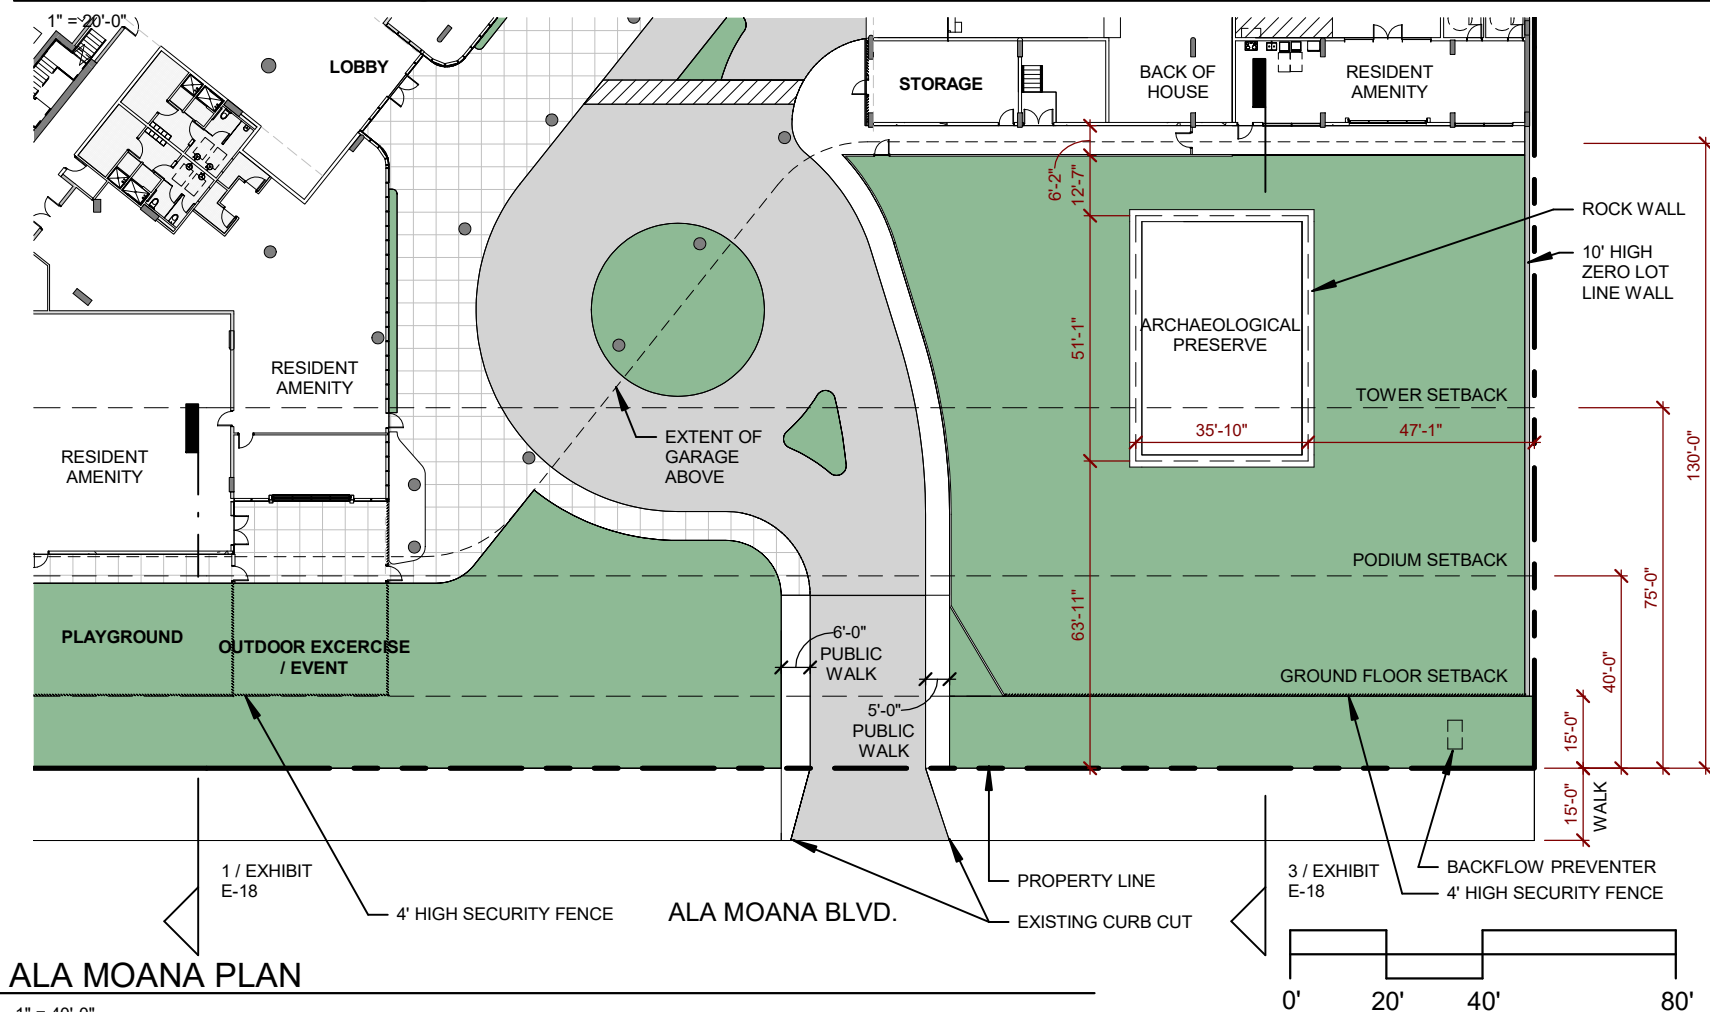 1" = 20'-0"
LOBBY
STORAGE
BACK OF
HOUSE
RESIDENT
AMENITY
6'-2"
12'-7"
ROCK WALL
10' HIGH
ZERO LOT
LINE WALL
ARCHAEOLOGICAL
PRESERVE
51'-1"
RESIDENT
AMENITY
TOWER SETBACK
35'-10"
47'-1"
130'-0"
EXTENT OF
GARAGE
ABOVE
RESIDENT
AMENITY
PODIUM SETBACK
75'-0"
63'-11"
40'-0"
PLAYGROUND
OUTDOOR EXCERCISE
/ EVENT
6'-0"
PUBLIC
WALK
GROUND FLOOR SETBACK
5'-0"
PUBLIC
WALK
15'-0"
15'-0"
WALK
1 / EXHIBIT
E-18
4' HIGH SECURITY FENCE
ALA MOANA BLVD.
PROPERTY LINE
EXISTING CURB CUT
3 / EXHIBIT
E-18
BACKFLOW PREVENTER
4' HIGH SECURITY FENCE
ALA MOANA PLAN
0' 20' 40' 80'
1" = 40'-0"